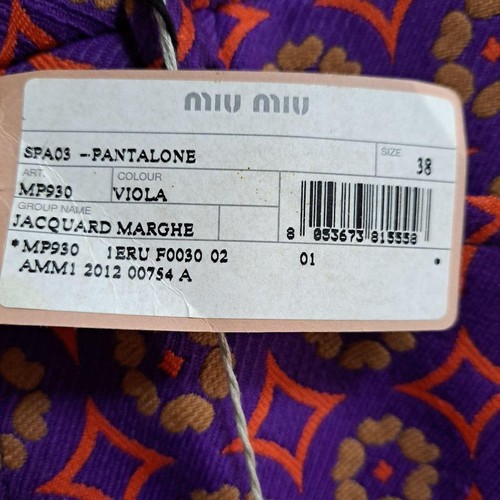 miu miu
SPA03 -PANTALONE SIZE 38
ART. COLOUR
MP930 VIOLA
GROUP NAME
JACQUARD MARGHE
8 053673 815558
*MP930 1ERU F0030 02 01
AMM1 2012 00754 A